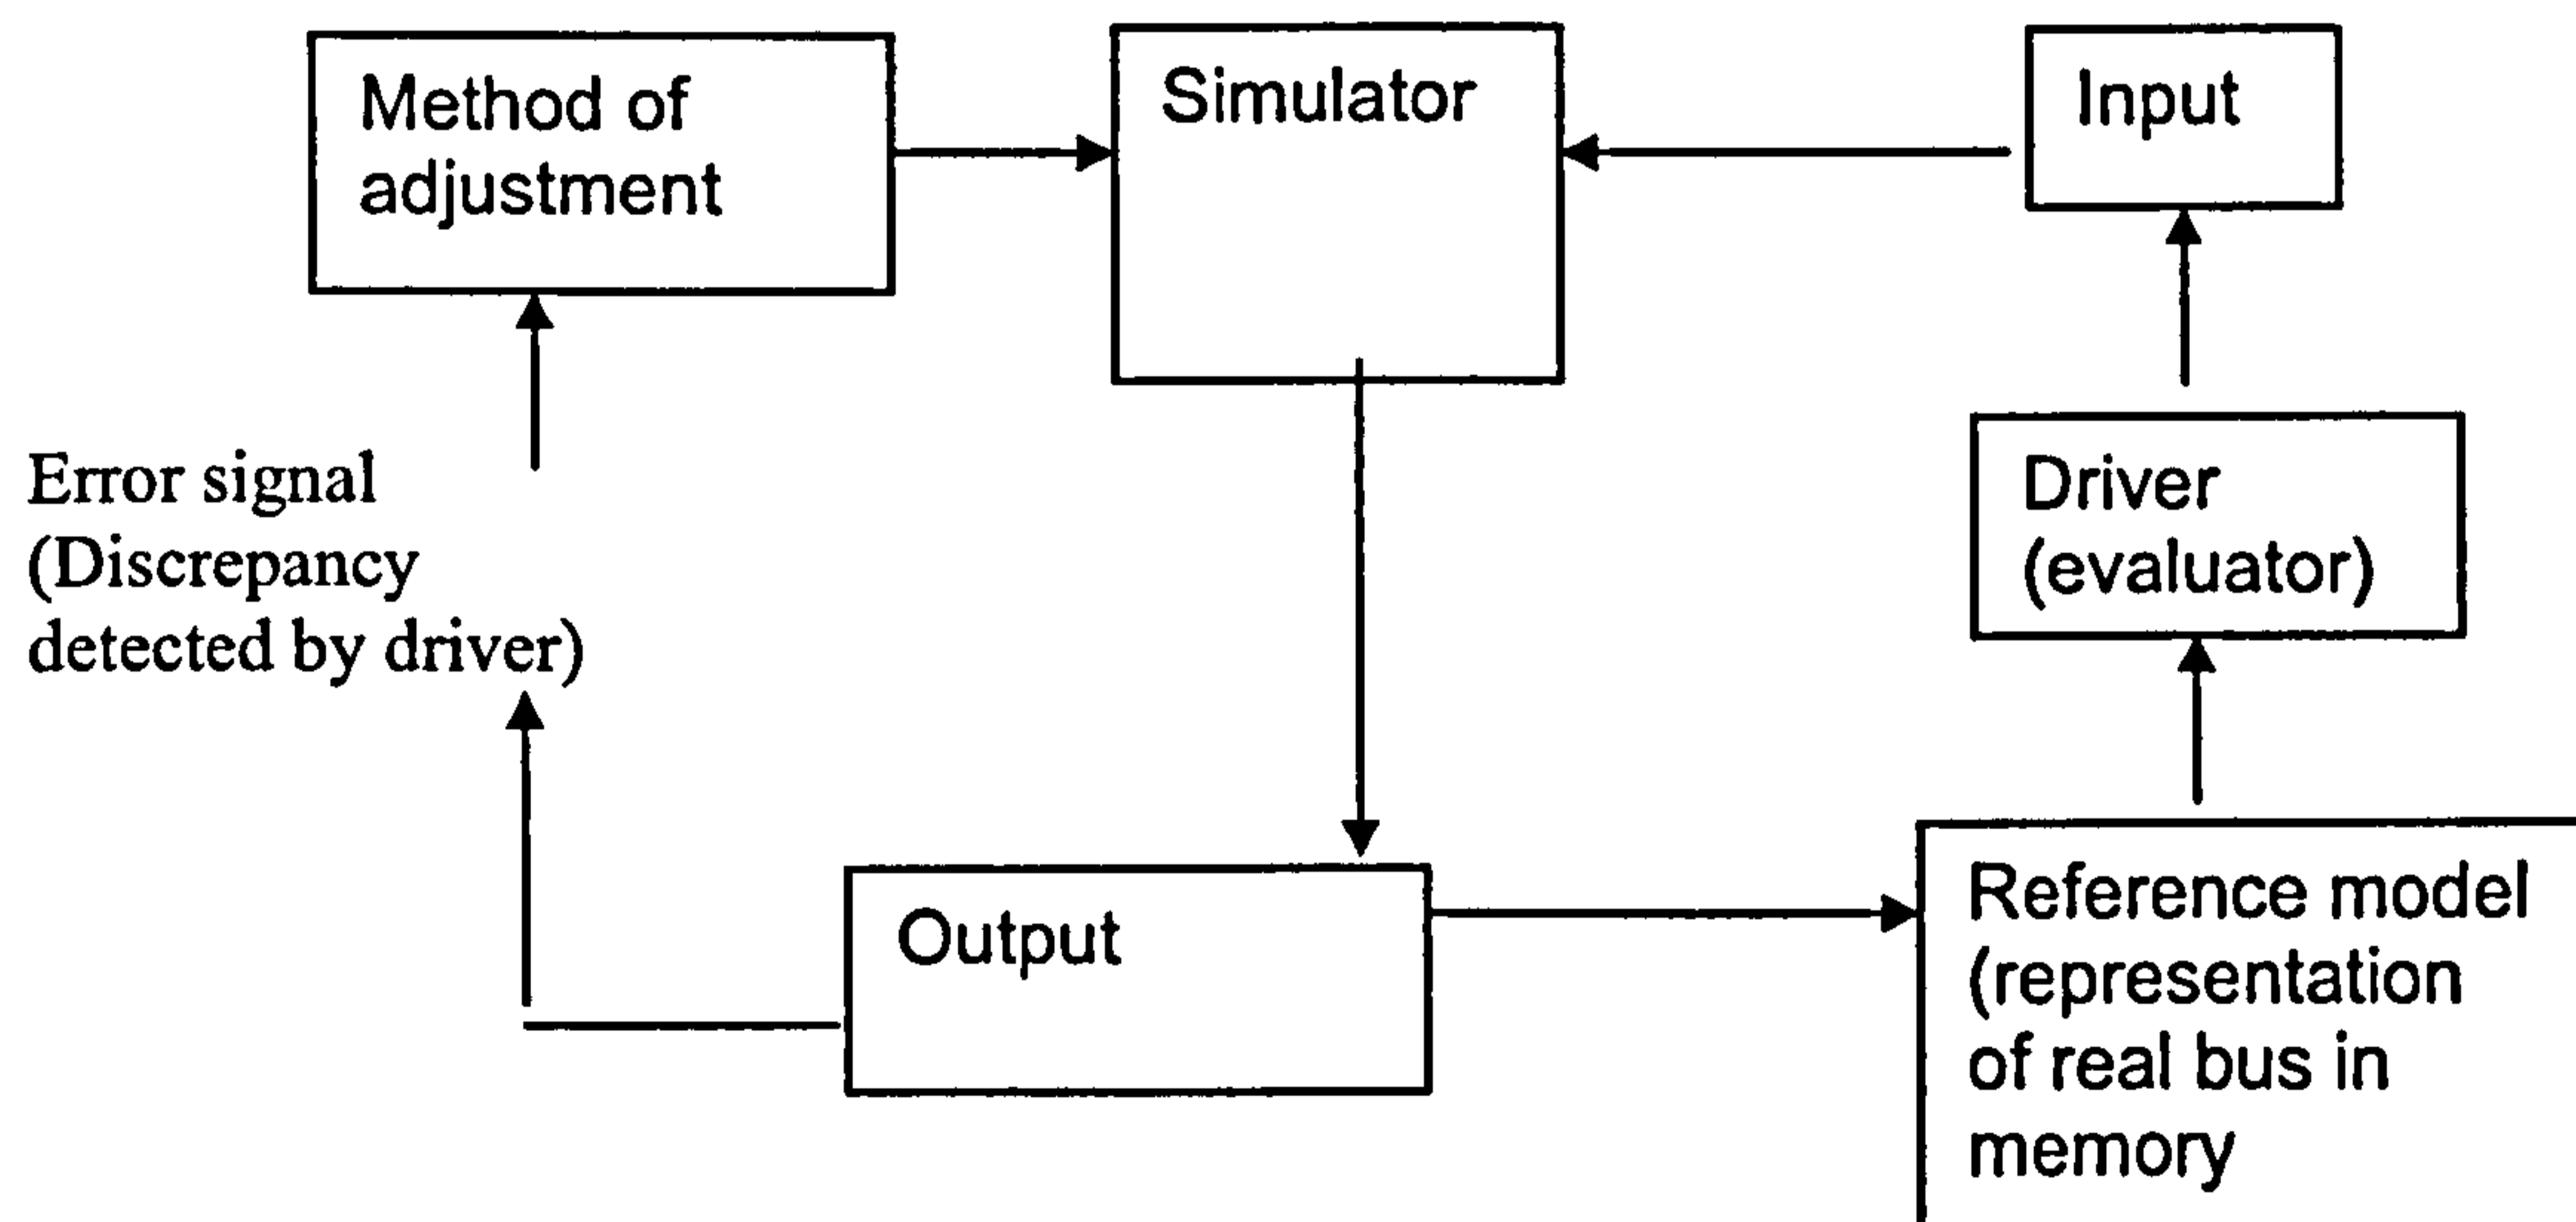 Method of
adjustment
Simulator
Input
Error signal
(Discrepancy
detected by driver)
Driver
(evaluator)
Output
Reference model
(representation
of real bus in
memory